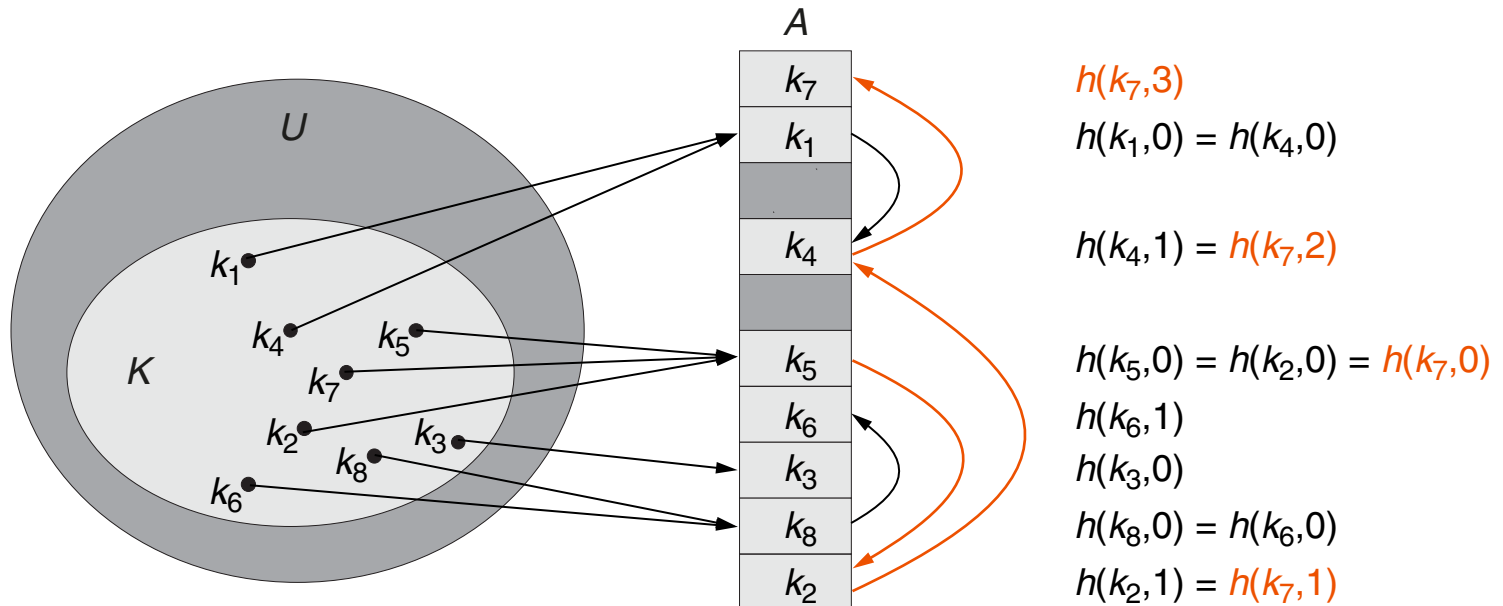 A
k₇ h(k₇,3)
U k₁ h(k₁,0) = h(k₄,0)
k₁ k₄ h(k₄,1) = h(k₇,2)
k₄ k₅
K k₇ k₅ h(k₅,0) = h(k₂,0) = h(k₇,0)
k₂ k₃ k₆ h(k₆,1)
k₈ k₃ h(k₃,0)
k₆ k₈ h(k₈,0) = h(k₆,0)
k₂ h(k₂,1) = h(k₇,1)